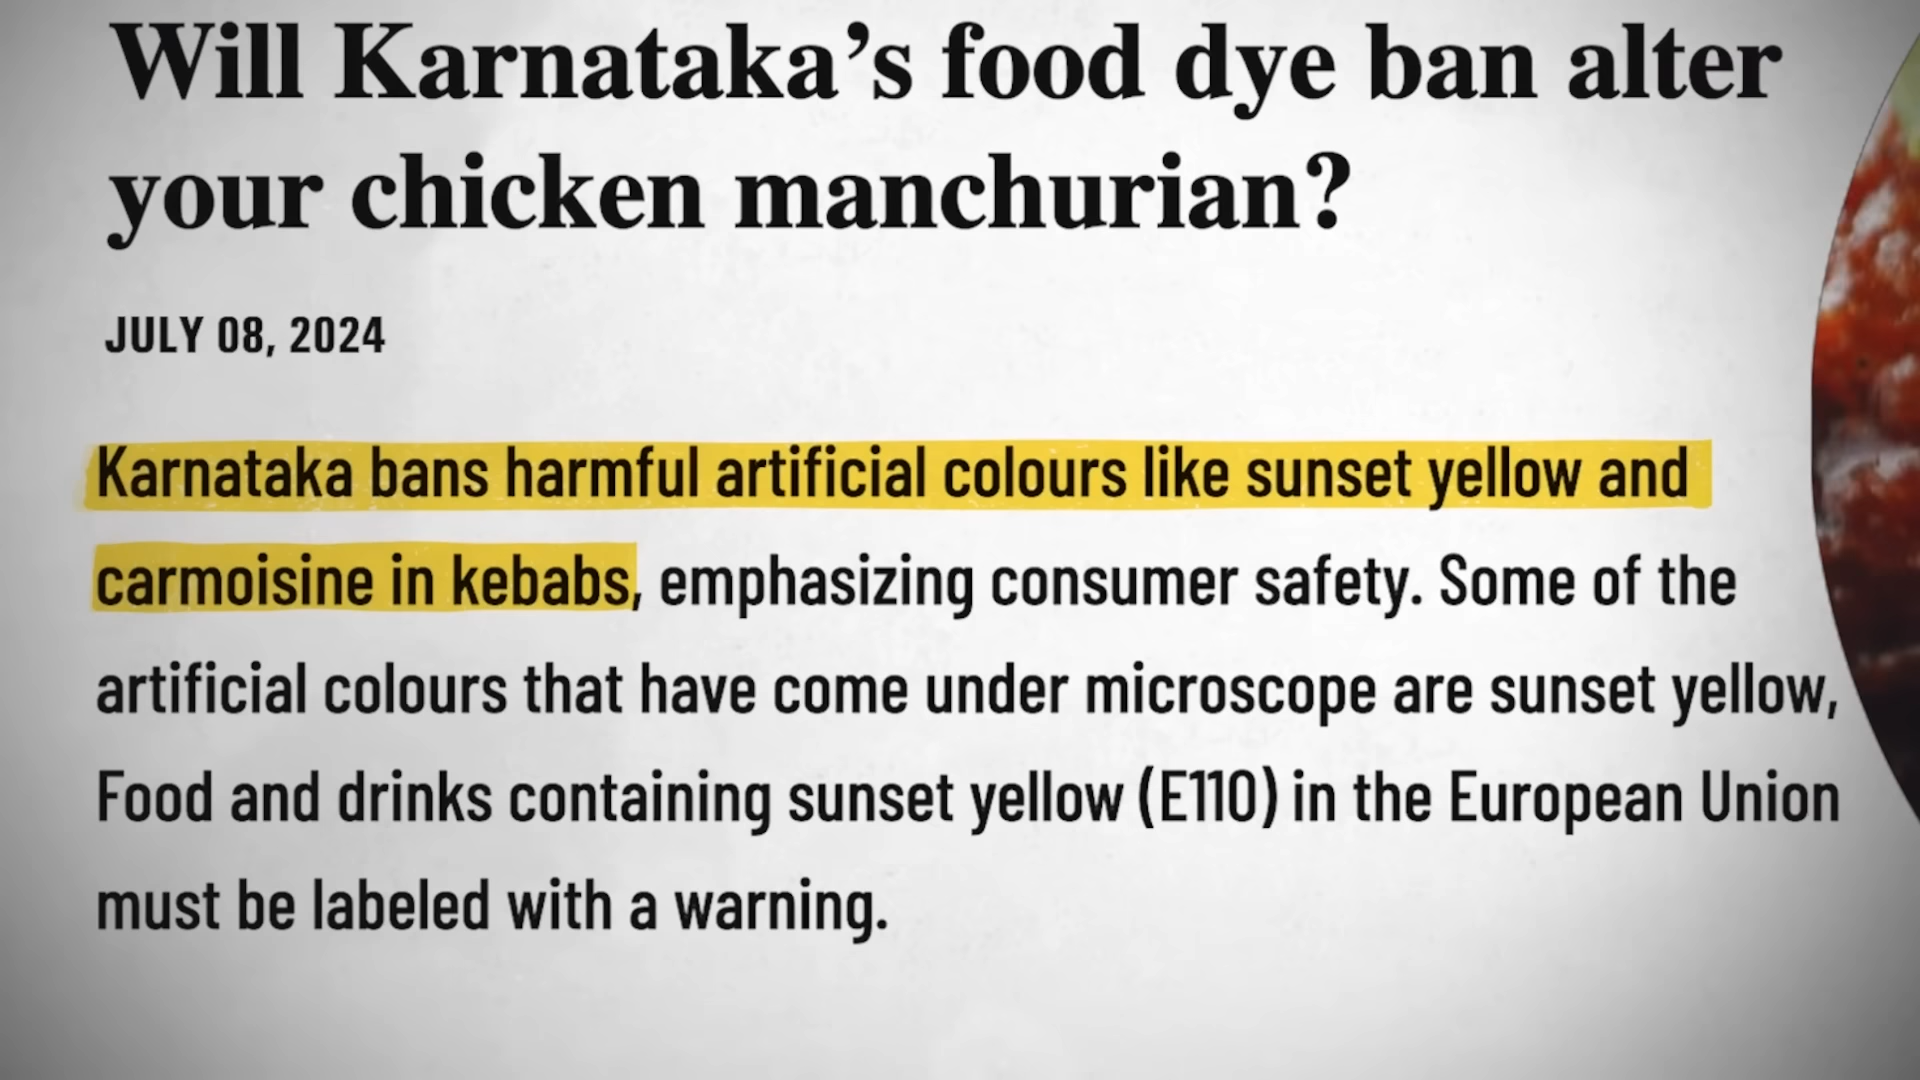 Will Karnataka’s food dye ban alter
your chicken manchurian?
JULY 08, 2024
Karnataka bans harmful artificial colours like sunset yellow and
carmoisine in kebabs, emphasizing consumer safety. Some of the
artificial colours that have come under microscope are sunset yellow,
Food and drinks containing sunset yellow (E110) in the European Union
must be labeled with a warning.